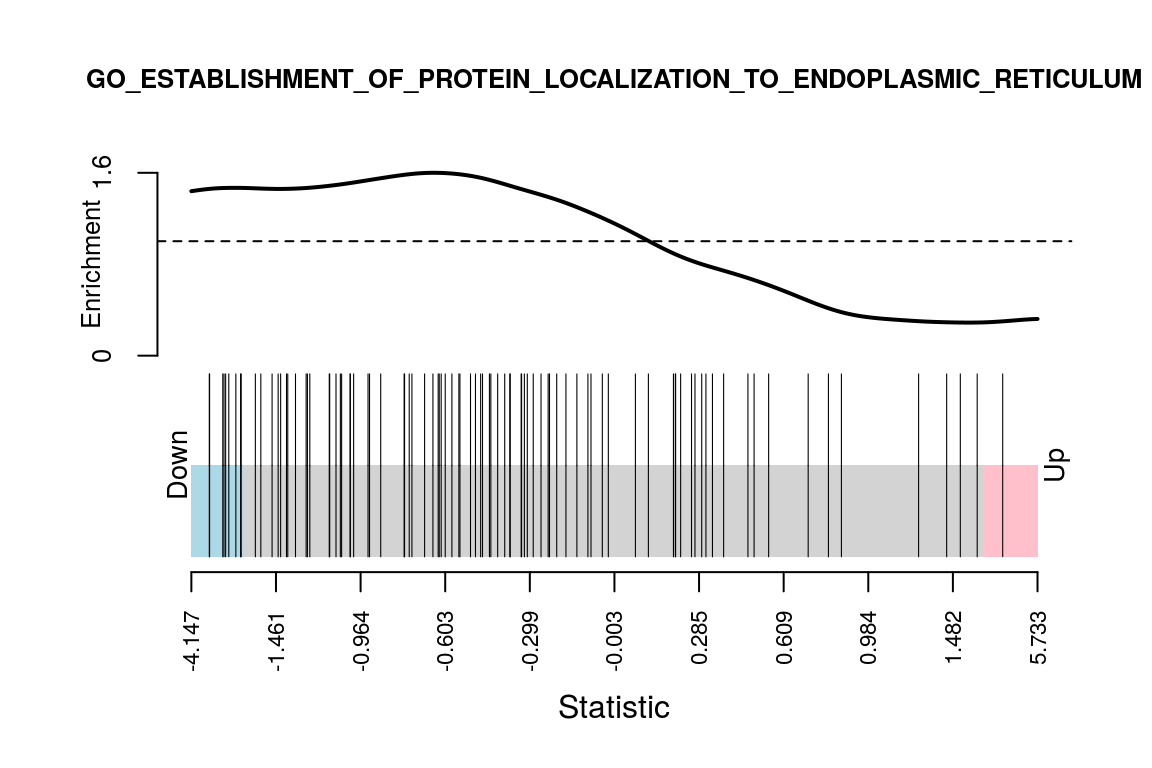 GO_ESTABLISHMENT_OF_PROTEIN_LOCALIZATION_TO_ENDOPLASMIC_RETICULUM
Enrichment
1.6
0
Down
Up
-4.147 -1.461 -0.964 -0.603 -0.299 -0.003 0.285 0.609 0.984 1.482 5.733
Statistic